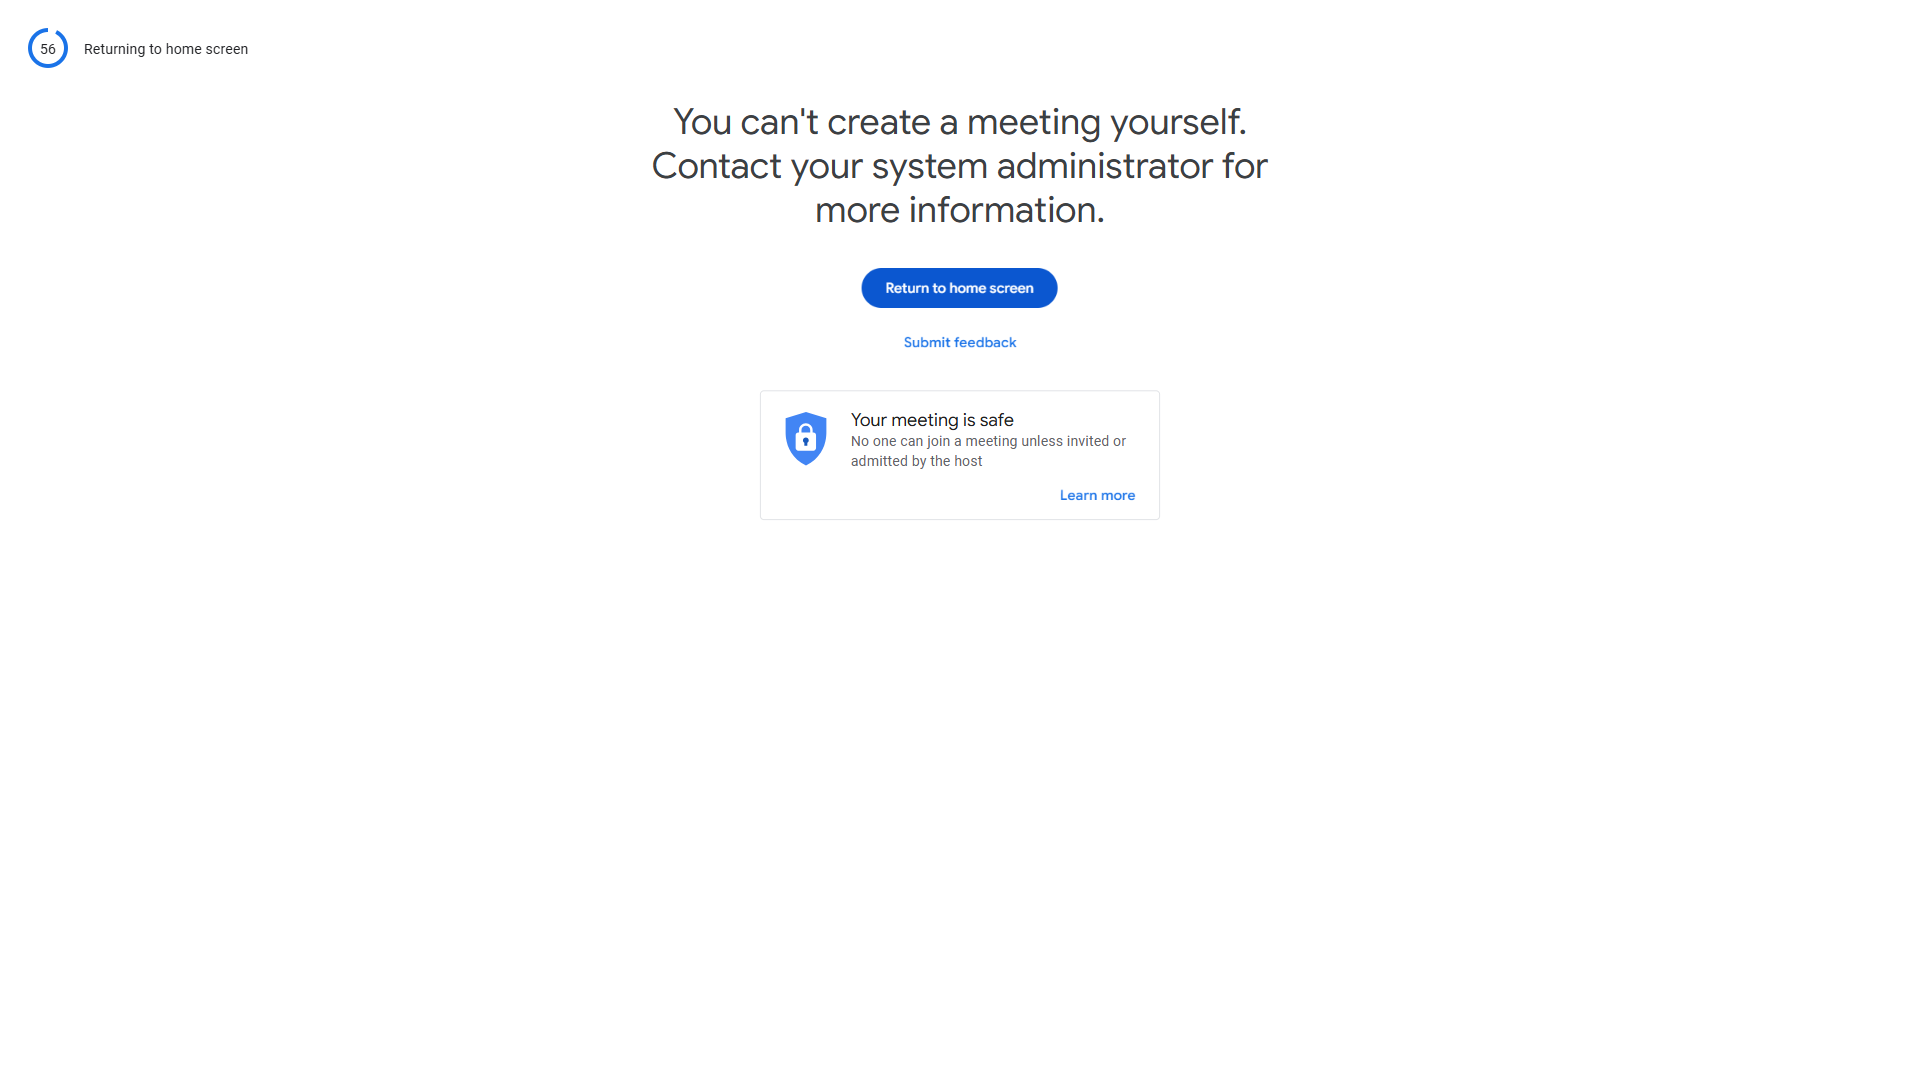 56
Returning to home screen
You can't create a meeting yourself.
Contact your system administrator for
more information.
Return to home screen
Submit feedback
Your meeting is safe
No one can join a meeting unless invited or
admitted by the host
Learn more